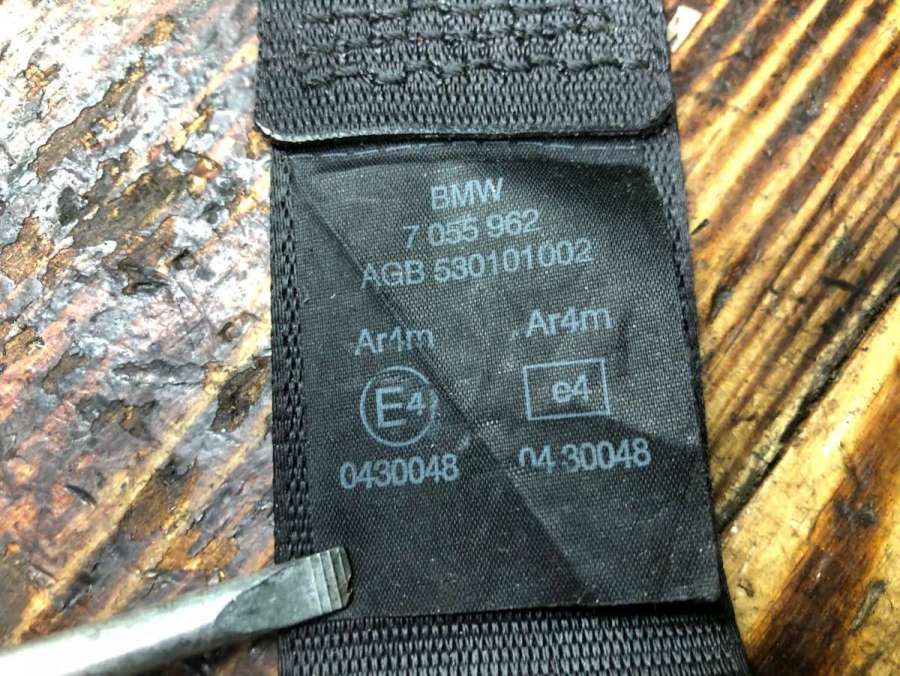 BMW
7 055 962
AGB 530101002
Ar4m Ar4m
E4 e4
0430048 04 30048